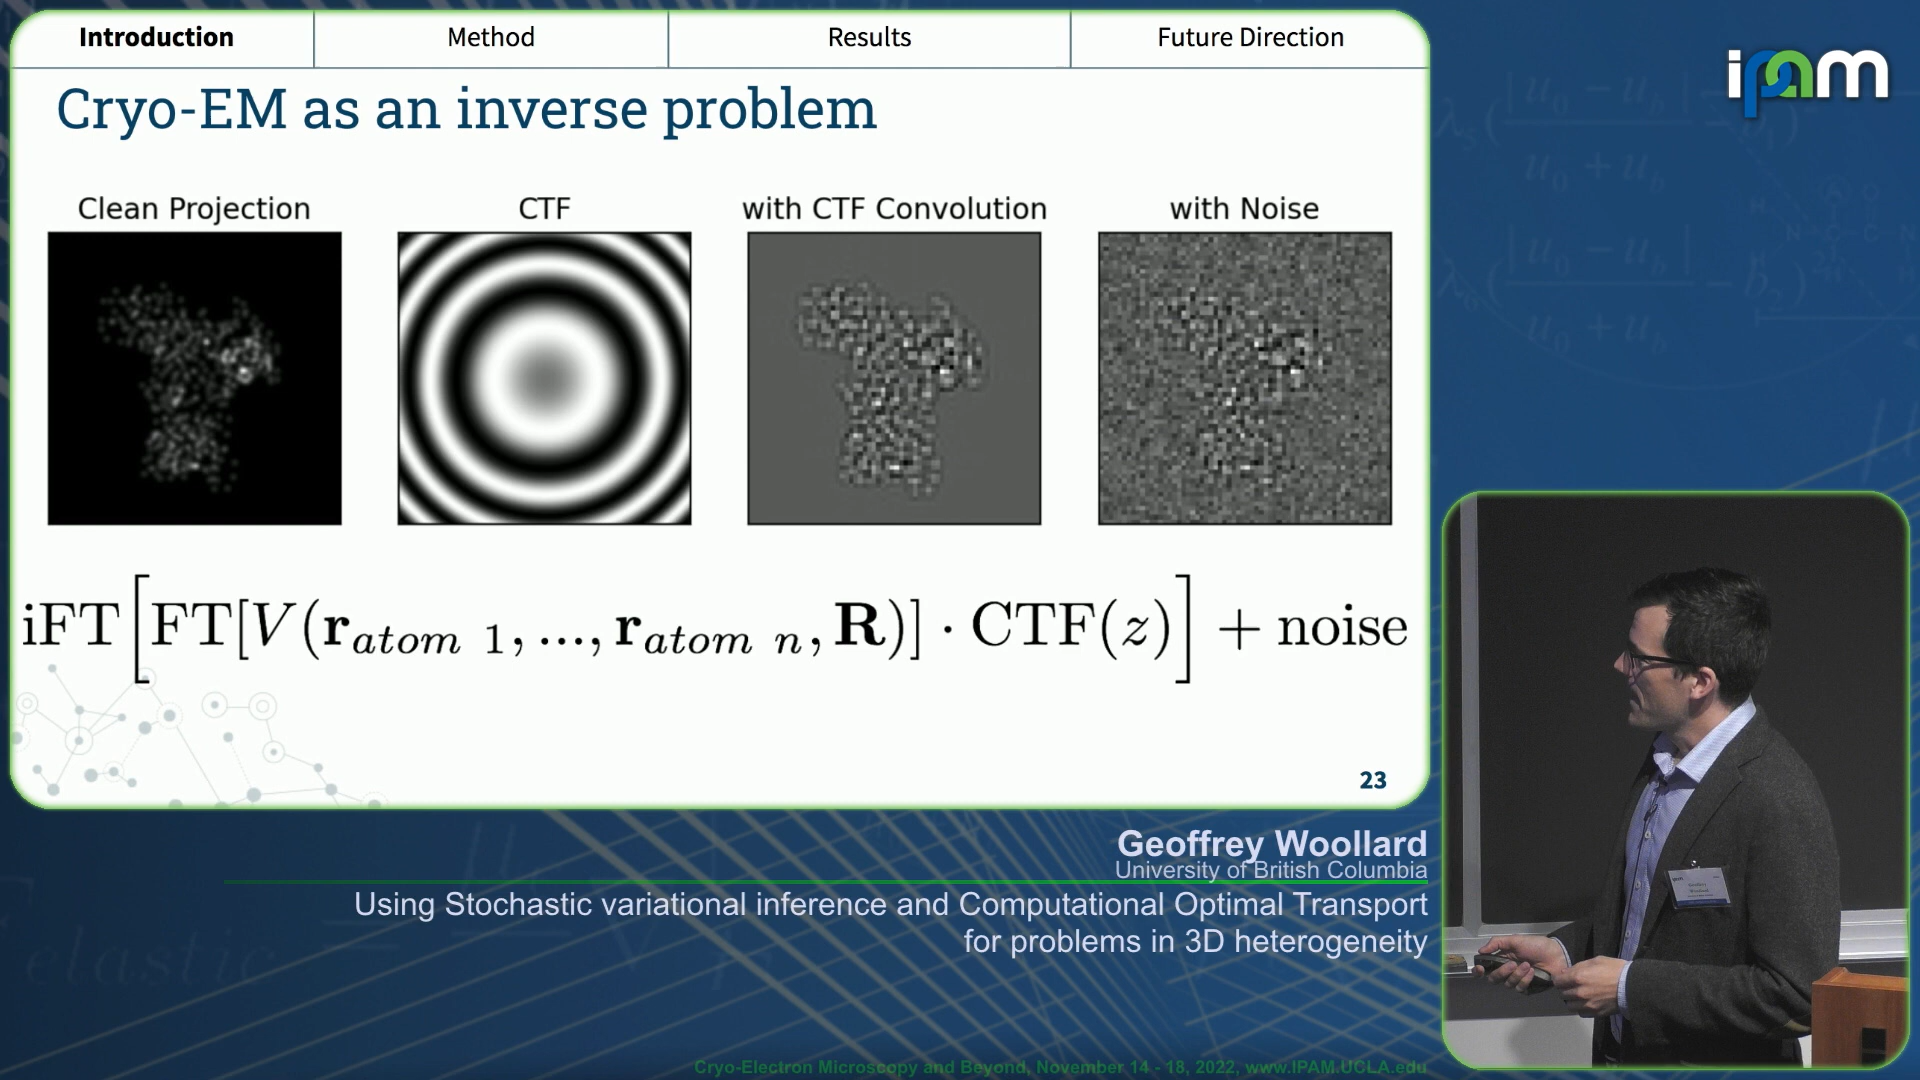 Introduction
Method
Results
Future Direction
ipam
Cryo-EM as an inverse problem
Clean Projection
CTF
with CTF Convolution
with Noise
iFT[FT[V(r_atom 1, ..., r_atom n, R)] · CTF(z)] + noise
23
Geoffrey Woollard
University of British Columbia
Using Stochastic variational inference and Computational Optimal Transport
for problems in 3D heterogeneity
elastic
Cryo-Electron Microscopy and Beyond, November 14 - 18, 2022, www.IPAM.UCLA.edu